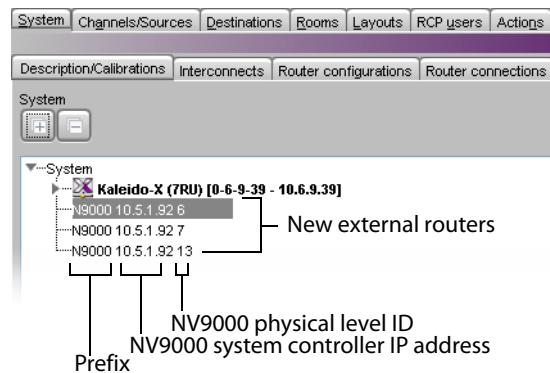 System Channels/Sources Destinations Rooms Layouts RCP users Actions
Description/Calibrations Interconnects Router configurations Router connections
System
System
Kaleido-X (7RU) [0-6-9-39 - 10.6.9.39]
N9000 10.5.1.92 6
N9000 10.5.1.92 7
New external routers
N9000 10.5.1.92 13
NV9000 physical level ID
NV9000 system controller IP address
Prefix